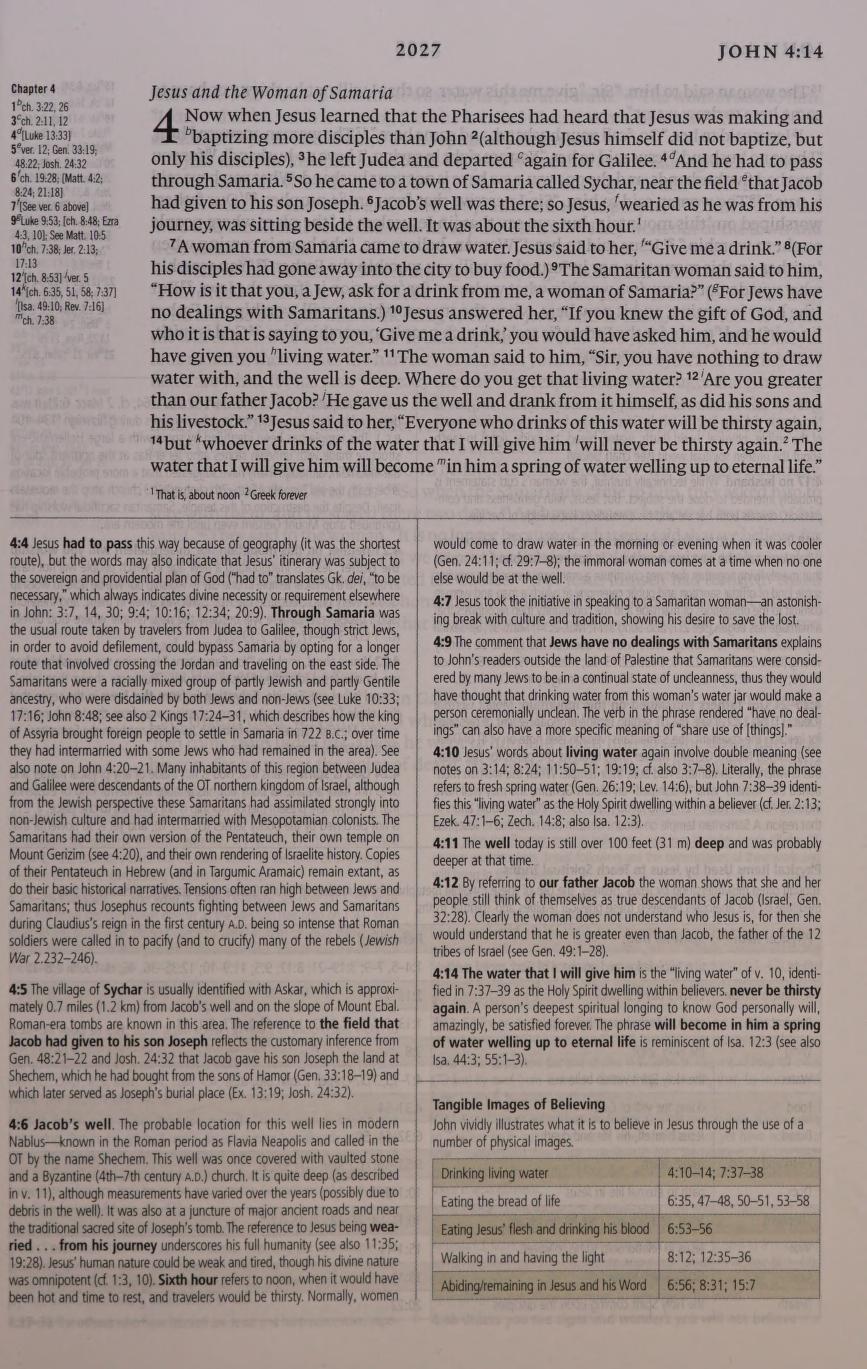 2027
JOHN 4:14
Chapter 4
1 b ch. 3:22, 26
3 c ch. 2:11, 12
4 d [Luke 13:33]
5 e ver. 12; Gen. 33:19;
48:22; Josh. 24:32
6 f ch. 19:28; [Matt. 4:2;
8:24; 21:18]
7 f [See ver. 6 above]
9 g Luke 9:53; [ch. 8:48; Ezra
4:3, 10]; See Matt. 10:5
10 h ch. 7:38; Jer. 2:13;
17:13
12 i [ch. 8:53] j ver. 5
14 k [ch. 6:35, 51, 58; 7:37]
l [Isa. 49:10; Rev. 7:16]
m ch. 7:38
Jesus and the Woman of Samaria
4 Now when Jesus learned that the Pharisees had heard that Jesus was making and
b baptizing more disciples than John 2 (although Jesus himself did not baptize, but
only his disciples), 3 he left Judea and departed c again for Galilee. 4 d And he had to pass
through Samaria. 5 So he came to a town of Samaria called Sychar, near the field e that Jacob
had given to his son Joseph. 6 Jacob's well was there; so Jesus, f wearied as he was from his
journey, was sitting beside the well. It was about the sixth hour.1
7 A woman from Samaria came to draw water. Jesus said to her, f “Give me a drink.” 8 (For
his disciples had gone away into the city to buy food.) 9 The Samaritan woman said to him,
“How is it that you, a Jew, ask for a drink from me, a woman of Samaria?” (g For Jews have
no dealings with Samaritans.) 10 Jesus answered her, “If you knew the gift of God, and
who it is that is saying to you, ‘Give me a drink,’ you would have asked him, and he would
have given you h living water.” 11 The woman said to him, “Sir, you have nothing to draw
water with, and the well is deep. Where do you get that living water? 12 i Are you greater
than our father Jacob? j He gave us the well and drank from it himself, as did his sons and
his livestock.” 13 Jesus said to her, “Everyone who drinks of this water will be thirsty again,
14 but k whoever drinks of the water that I will give him l will never be thirsty again.2 The
water that I will give him will become m in him a spring of water welling up to eternal life.”
1 That is, about noon 2 Greek forever
4:4 Jesus had to pass this way because of geography (it was the shortest
route), but the words may also indicate that Jesus' itinerary was subject to
the sovereign and providential plan of God (“had to” translates Gk. dei, “to be
necessary,” which always indicates divine necessity or requirement elsewhere
in John: 3:7, 14, 30; 9:4; 10:16; 12:34; 20:9). Through Samaria was
the usual route taken by travelers from Judea to Galilee, though strict Jews,
in order to avoid defilement, could bypass Samaria by opting for a longer
route that involved crossing the Jordan and traveling on the east side. The
Samaritans were a racially mixed group of partly Jewish and partly Gentile
ancestry, who were disdained by both Jews and non-Jews (see Luke 10:33;
17:16; John 8:48; see also 2 Kings 17:24–31, which describes how the king
of Assyria brought foreign people to settle in Samaria in 722 B.C.; over time
they had intermarried with some Jews who had remained in the area). See
also note on John 4:20–21. Many inhabitants of this region between Judea
and Galilee were descendants of the OT northern kingdom of Israel, although
from the Jewish perspective these Samaritans had assimilated strongly into
non-Jewish culture and had intermarried with Mesopotamian colonists. The
Samaritans had their own version of the Pentateuch, their own temple on
Mount Gerizim (see 4:20), and their own rendering of Israelite history. Copies
of their Pentateuch in Hebrew (and in Targumic Aramaic) remain extant, as
do their basic historical narratives. Tensions often ran high between Jews and
Samaritans; thus Josephus recounts fighting between Jews and Samaritans
during Claudius's reign in the first century A.D. being so intense that Roman
soldiers were called in to pacify (and to crucify) many of the rebels (Jewish
War 2.232–246).
4:5 The village of Sychar is usually identified with Askar, which is approxi-
mately 0.7 miles (1.2 km) from Jacob's well and on the slope of Mount Ebal.
Roman-era tombs are known in this area. The reference to the field that
Jacob had given to his son Joseph reflects the customary inference from
Gen. 48:21–22 and Josh. 24:32 that Jacob gave his son Joseph the land at
Shechem, which he had bought from the sons of Hamor (Gen. 33:18–19) and
which later served as Joseph's burial place (Ex. 13:19; Josh. 24:32).
4:6 Jacob's well. The probable location for this well lies in modern
Nablus—known in the Roman period as Flavia Neapolis and called in the
OT by the name Shechem. This well was once covered with vaulted stone
and a Byzantine (4th–7th century A.D.) church. It is quite deep (as described
in v. 11), although measurements have varied over the years (possibly due to
debris in the well). It was also at a juncture of major ancient roads and near
the traditional sacred site of Joseph's tomb. The reference to Jesus being wea-
ried . . . from his journey underscores his full humanity (see also 11:35;
19:28). Jesus' human nature could be weak and tired, though his divine nature
was omnipotent (cf. 1:3, 10). Sixth hour refers to noon, when it would have
been hot and time to rest, and travelers would be thirsty. Normally, women
would come to draw water in the morning or evening when it was cooler
(Gen. 24:11; cf. 29:7–8); the immoral woman comes at a time when no one
else would be at the well.
4:7 Jesus took the initiative in speaking to a Samaritan woman—an astonish-
ing break with culture and tradition, showing his desire to save the lost.
4:9 The comment that Jews have no dealings with Samaritans explains
to John's readers outside the land of Palestine that Samaritans were consid-
ered by many Jews to be in a continual state of uncleanness, thus they would
have thought that drinking water from this woman's water jar would make a
person ceremonially unclean. The verb in the phrase rendered “have no deal-
ings” can also have a more specific meaning of “share use of [things].”
4:10 Jesus' words about living water again involve double meaning (see
notes on 3:14; 8:24; 11:50–51; 19:19; cf. also 3:7–8). Literally, the phrase
refers to fresh spring water (Gen. 26:19; Lev. 14:6), but John 7:38–39 identi-
fies this “living water” as the Holy Spirit dwelling within a believer (cf. Jer. 2:13;
Ezek. 47:1–6; Zech. 14:8; also Isa. 12:3).
4:11 The well today is still over 100 feet (31 m) deep and was probably
deeper at that time.
4:12 By referring to our father Jacob the woman shows that she and her
people still think of themselves as true descendants of Jacob (Israel, Gen.
32:28). Clearly the woman does not understand who Jesus is, for then she
would understand that he is greater even than Jacob, the father of the 12
tribes of Israel (see Gen. 49:1–28).
4:14 The water that I will give him is the “living water” of v. 10, identi-
fied in 7:37–39 as the Holy Spirit dwelling within believers. never be thirsty
again. A person's deepest spiritual longing to know God personally will,
amazingly, be satisfied forever. The phrase will become in him a spring
of water welling up to eternal life is reminiscent of Isa. 12:3 (see also
Isa. 44:3; 55:1–3).
Tangible Images of Believing
John vividly illustrates what it is to believe in Jesus through the use of a
number of physical images.
Drinking living water 4:10–14; 7:37–38
Eating the bread of life 6:35, 47–48, 50–51, 53–58
Eating Jesus' flesh and drinking his blood 6:53–56
Walking in and having the light 8:12; 12:35–36
Abiding/remaining in Jesus and his Word 6:56; 8:31; 15:7